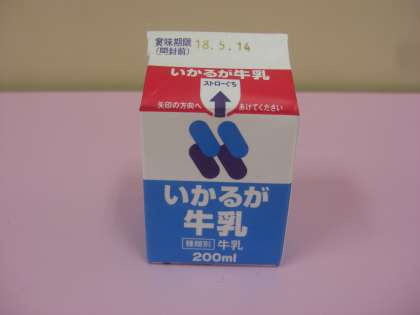 賞味期限 18.5.14
(開封前)
いかるが牛乳
ストローぐち
矢印の方向へ あけてください
いかるが
牛乳
種類別 牛乳
200ml